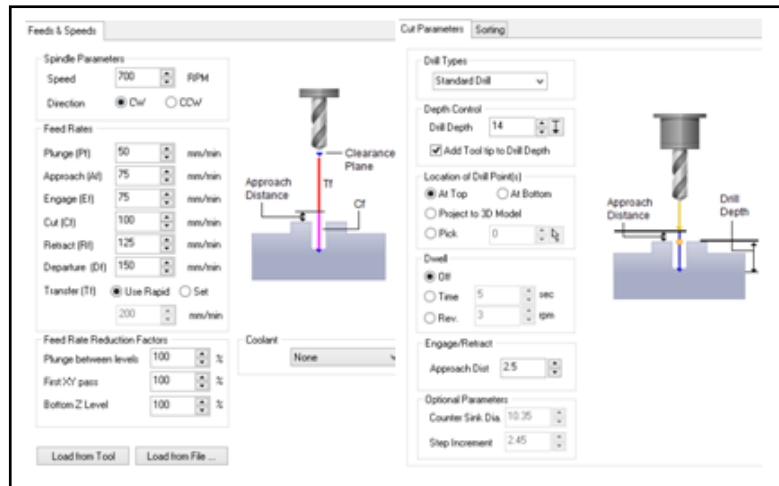 Feeds & Speeds
Spindle Parameters
Speed 700 RPM
Direction CW CCW
Feed Rates
Plunge (Pf) 50 mm/min
Approach (Af) 75 mm/min
Engage (Ef) 75 mm/min
Cut (Cf) 100 mm/min
Retract (Rf) 125 mm/min
Departure (Df) 150 mm/min
Transfer (Tf) Use Rapid Set
200 mm/min
Feed Rate Reduction Factors
Plunge between levels 100 %
First XY pass 100 %
Bottom Z Level 100 %
Load from Tool Load from File ...
Clearance
Plane
Tf
Approach
Distance
Cf
Coolant
None
Cut Parameters Sorting
Drill Types
Standard Drill
Depth Control
Drill Depth 14
Add Tool tip to Drill Depth
Location of Drill Point(s)
At Top At Bottom
Project to 3D Model
Pick 0
Dwell
Off
Time 5 sec
Rev. 3 rpm
Engage/Retract
Approach Dist 2.5
Optional Parameters
Counter Sink Dia. 10.35
Step Increment 2.45
Approach
Distance
Drill
Depth